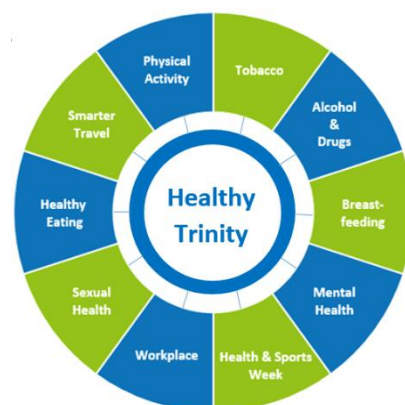 Physical
Activity
Tobacco
Alcohol
&
Drugs
Breast-
feeding
Mental
Health
Health & Sports
Week
Workplace
Sexual
Health
Healthy
Eating
Smarter
Travel
Healthy
Trinity